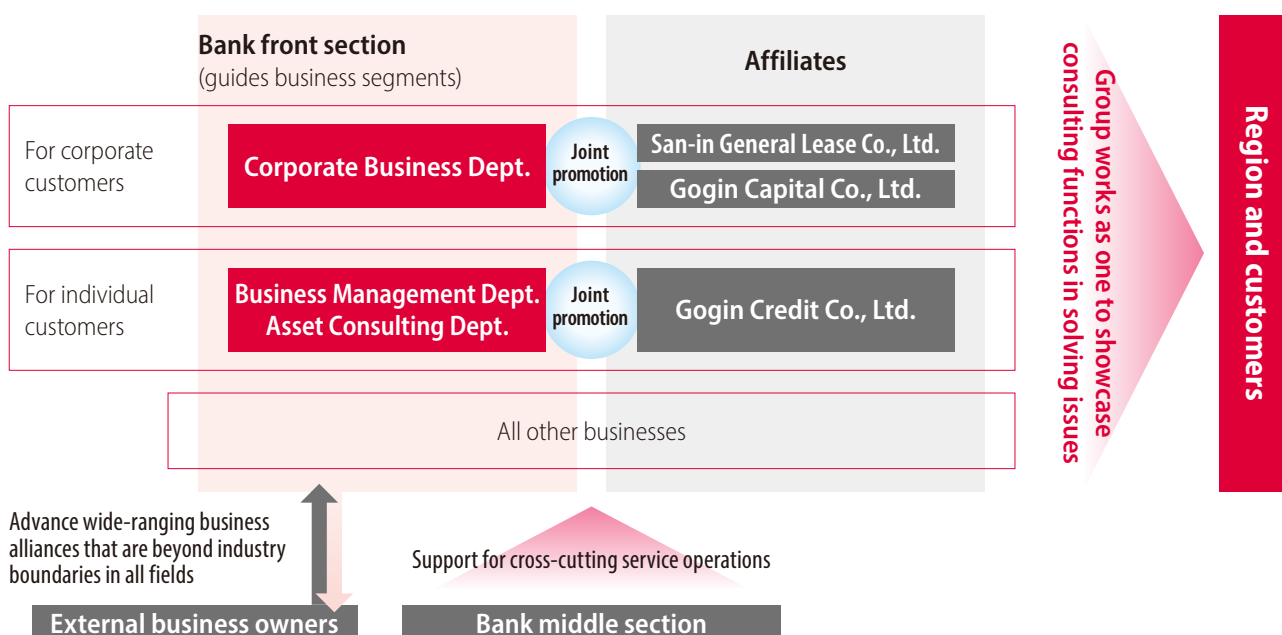 Bank front section
(guides business segments)
Affiliates
For corporate
customers
Corporate Business Dept.
Joint
promotion
San-in General Lease Co., Ltd.
Gogin Capital Co., Ltd.
For individual
customers
Business Management Dept.
Asset Consulting Dept.
Joint
promotion
Gogin Credit Co., Ltd.
All other businesses
Group works as one to showcase
consulting functions in solving issues
Region and customers
Advance wide-ranging business
alliances that are beyond industry
boundaries in all fields
Support for cross-cutting service operations
External business owners
Bank middle section